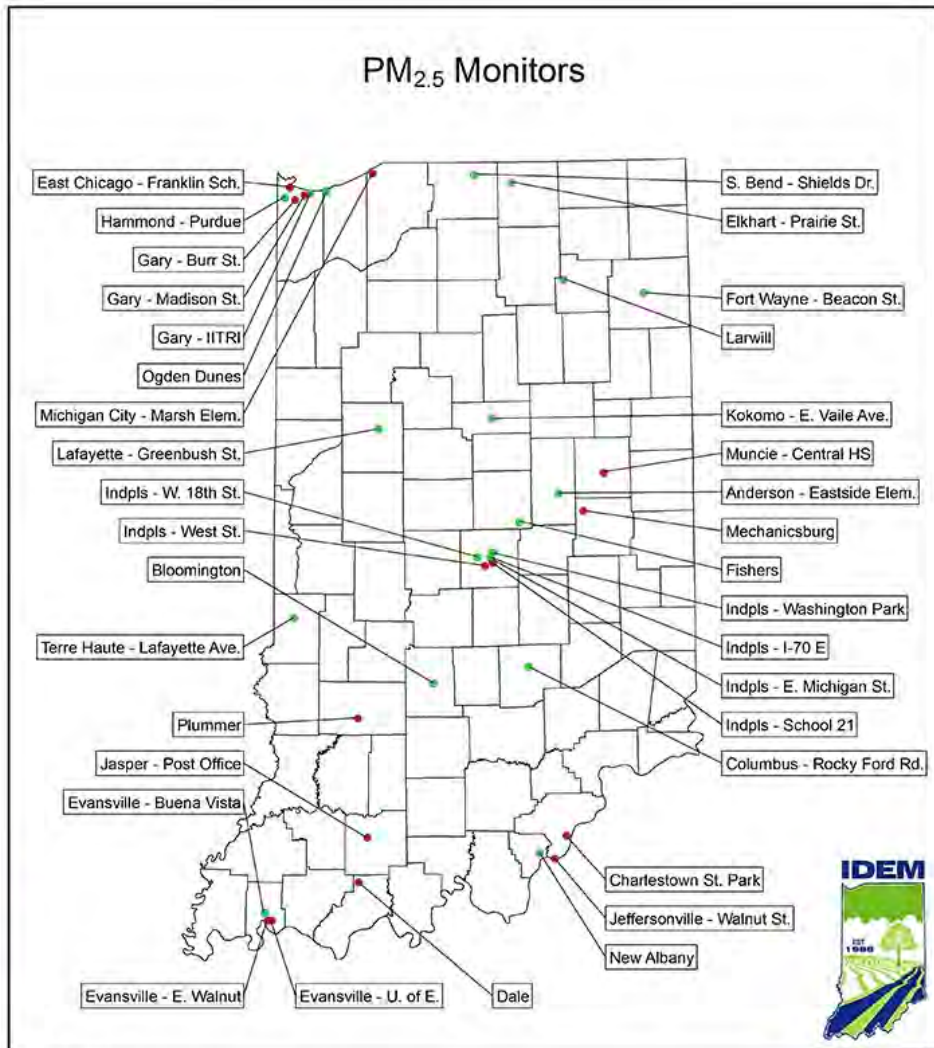 PM2.5 Monitors
East Chicago - Franklin Sch.
Hammond - Purdue
Gary - Burr St.
Gary - Madison St.
Gary - IITRI
Ogden Dunes
Michigan City - Marsh Elem.
Lafayette - Greenbush St.
Indpls - W. 18th St.
Indpls - West St.
Bloomington
Terre Haute - Lafayette Ave.
Plummer
Jasper - Post Office
Evansville - Buena Vista
Evansville - E. Walnut
Evansville - U. of E.
Dale
S. Bend - Shields Dr.
Elkhart - Prairie St.
Fort Wayne - Beacon St.
Larwill
Kokomo - E. Vaile Ave.
Muncie - Central HS
Anderson - Eastside Elem.
Mechanicsburg
Fishers
Indpls - Washington Park
Indpls - I-70 E
Indpls - E. Michigan St.
Indpls - School 21
Columbus - Rocky Ford Rd.
Charlestown St. Park
Jeffersonville - Walnut St.
New Albany
IDEM
EST
1986